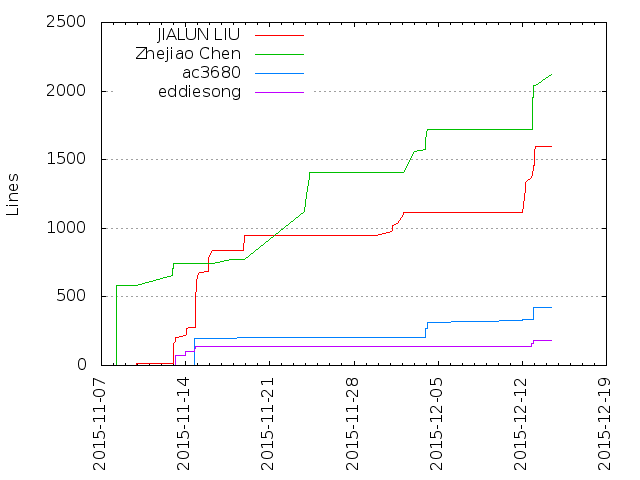 2500
2000
1500
1000
500
0
Lines
JIALUN LIU
Zhejiao Chen
ac3680
eddiesong
2015-11-07
2015-11-14
2015-11-21
2015-11-28
2015-12-05
2015-12-12
2015-12-19